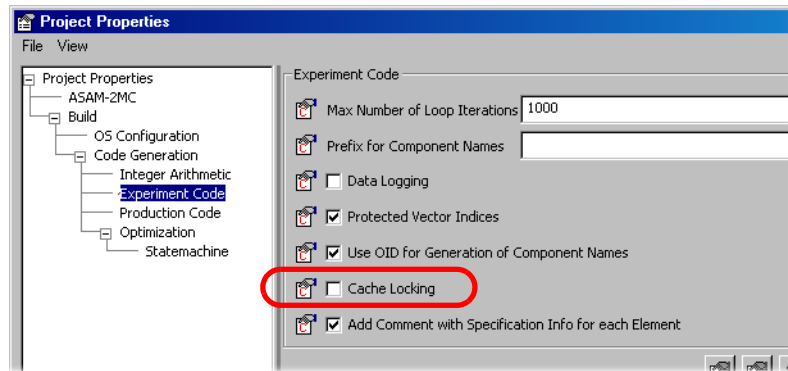 Project Properties
File View
Project Properties
ASAM-2MC
Build
OS Configuration
Code Generation
Integer Arithmetic
Experiment Code
Production Code
Optimization
Statemachine
Experiment Code
Max Number of Loop Iterations 1000
Prefix for Component Names
Data Logging
Protected Vector Indices
Use OID for Generation of Component Names
Cache Locking
Add Comment with Specification Info for each Element